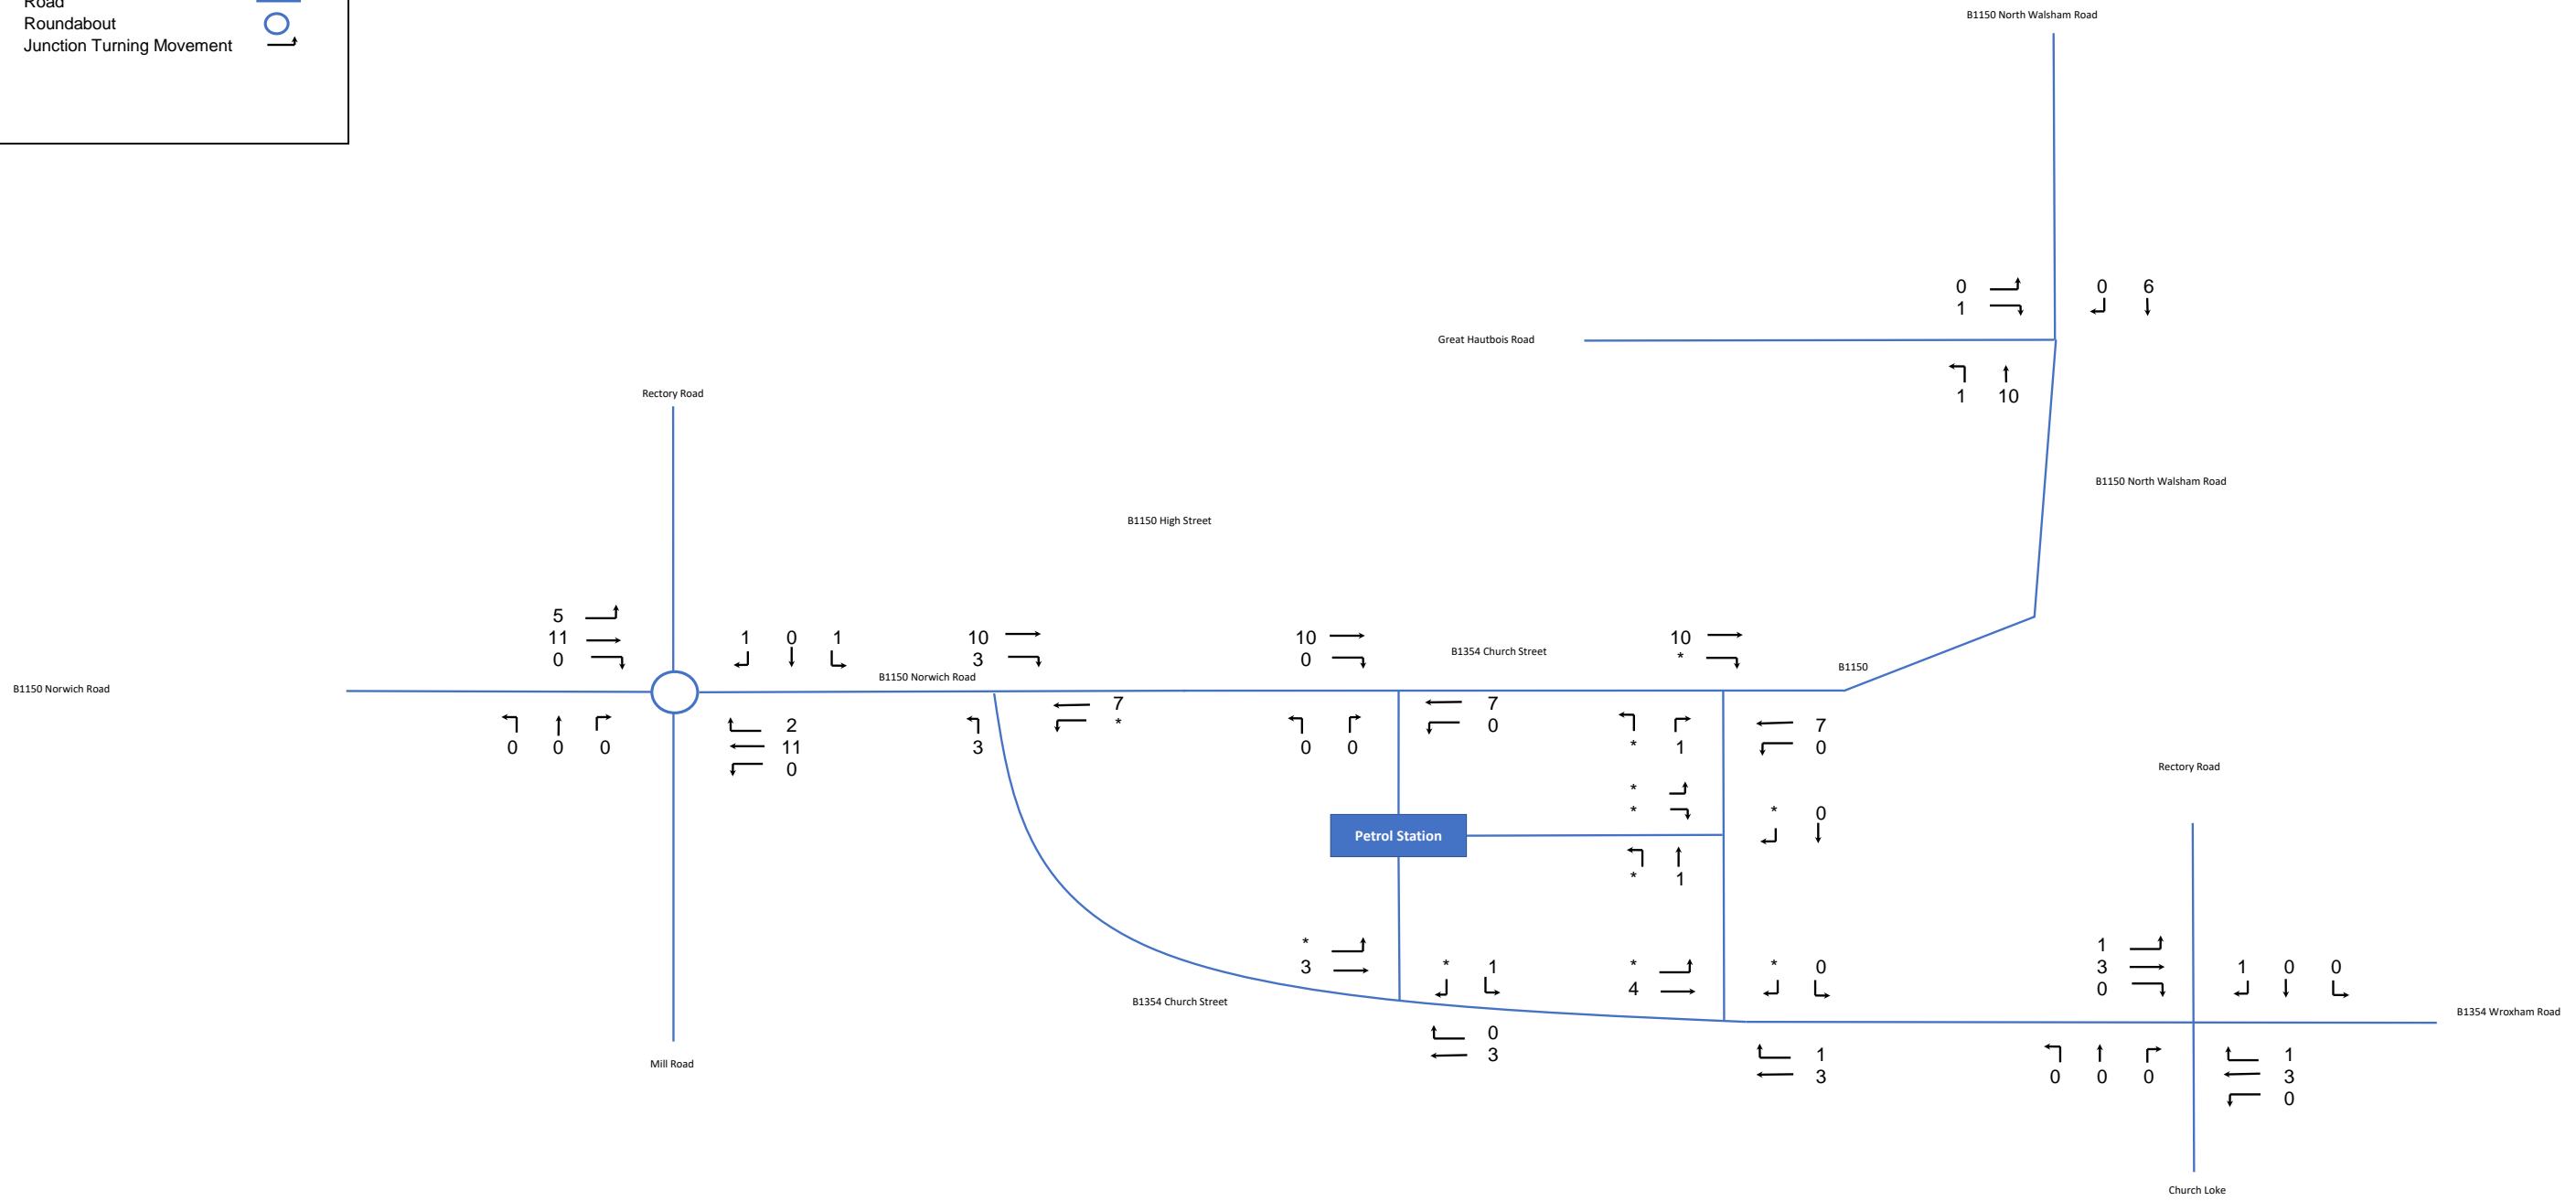 Road
Roundabout
Junction Turning Movement
B1150 North Walsham Road
0 0 6
1
Great Hautbois Road
1 10
Rectory Road
B1150 North Walsham Road
B1150 High Street
5
11 1 0 1 10 10 10
0 3 0 *
B1354 Church Street
B1150
B1150 Norwich Road
B1150 Norwich Road
7 7
* 0
2 7
0 0 0 11 3 0 0 * 1 0
0
Rectory Road
*
* * 0
Petrol Station
* 1
* 1
3 * 1 * * 0 3 1 0 0
4 0
B1354 Church Street
B1354 Wroxham Road
0
3 1 1
3 0 0 0 3
0
Mill Road
Church Loke